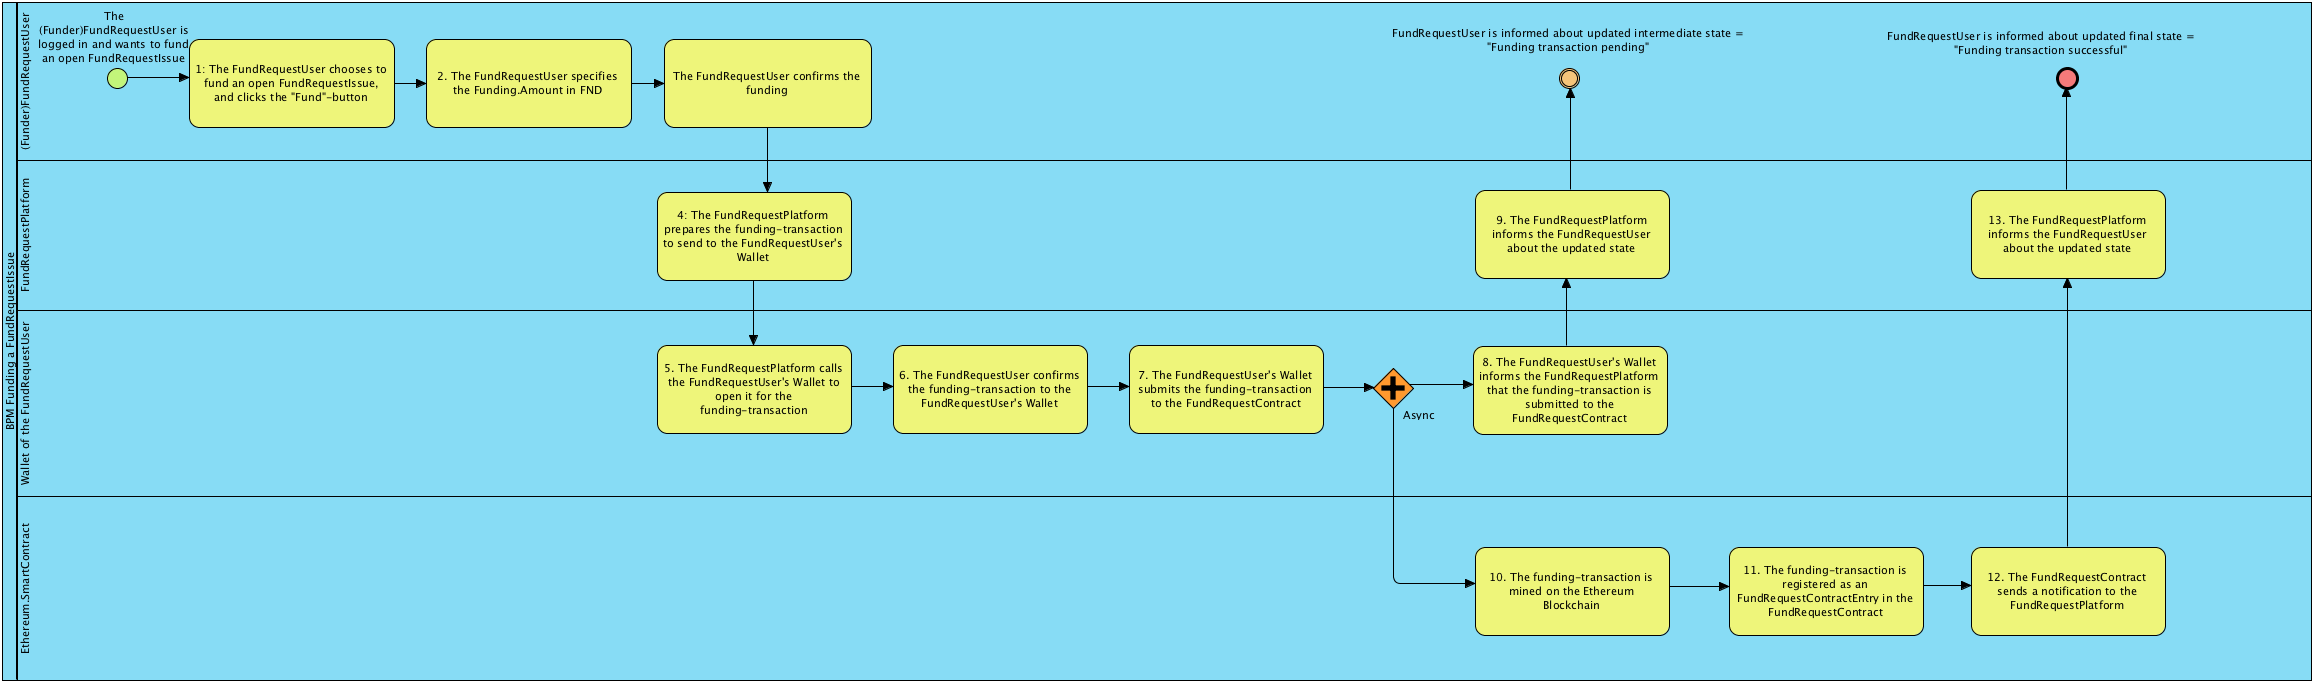 BPM Funding a FundRequestIssue
(Funder)FundRequestUser
The
(Funder)FundRequestUser is
logged in and wants to fund
an open FundRequestIssue
1: The FundRequestUser chooses to
fund an open FundRequestIssue,
and clicks the "Fund"-button
2. The FundRequestUser specifies
the Funding.Amount in FND
The FundRequestUser confirms the
funding
FundRequestUser is informed about updated intermediate state =
"Funding transaction pending"
FundRequestUser is informed about updated final state =
"Funding transaction successful"
FundRequestPlatform
4: The FundRequestPlatform
prepares the funding-transaction
to send to the FundRequestUser's
Wallet
9. The FundRequestPlatform
informs the FundRequestUser
about the updated state
13. The FundRequestPlatform
informs the FundRequestUser
about the updated state
Wallet of the FundRequestUser
5. The FundRequestPlatform calls
the FundRequestUser's Wallet to
open it for the
funding-transaction
6. The FundRequestUser confirms
the funding-transaction to the
FundRequestUser's Wallet
7. The FundRequestUser's Wallet
submits the funding-transaction
to the FundRequestContract
Async
8. The FundRequestUser's Wallet
informs the FundRequestPlatform
that the funding-transaction is
submitted to the
FundRequestContract
Ethereum.SmartContract
10. The funding-transaction is
mined on the Ethereum
Blockchain
11. The funding-transaction is
registered as an
FundRequestContractEntry in the
FundRequestContract
12. The FundRequestContract
sends a notification to the
FundRequestPlatform